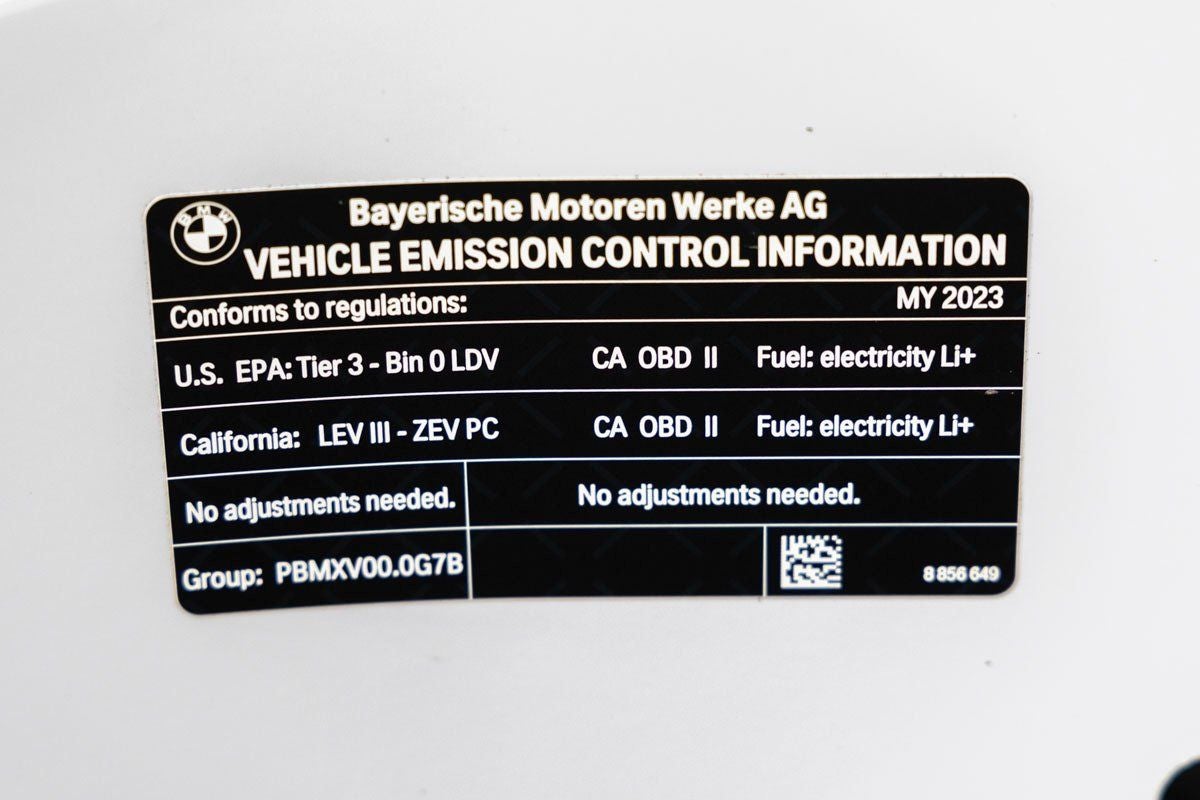 BMW
Bayerische Motoren Werke AG
VEHICLE EMISSION CONTROL INFORMATION
Conforms to regulations: MY 2023
U.S. EPA: Tier 3 - Bin 0 LDV CA OBD II Fuel: electricity Li+
California: LEV III - ZEV PC CA OBD II Fuel: electricity Li+
No adjustments needed. No adjustments needed.
Group: PBMXV00.0G7B 8 856 649